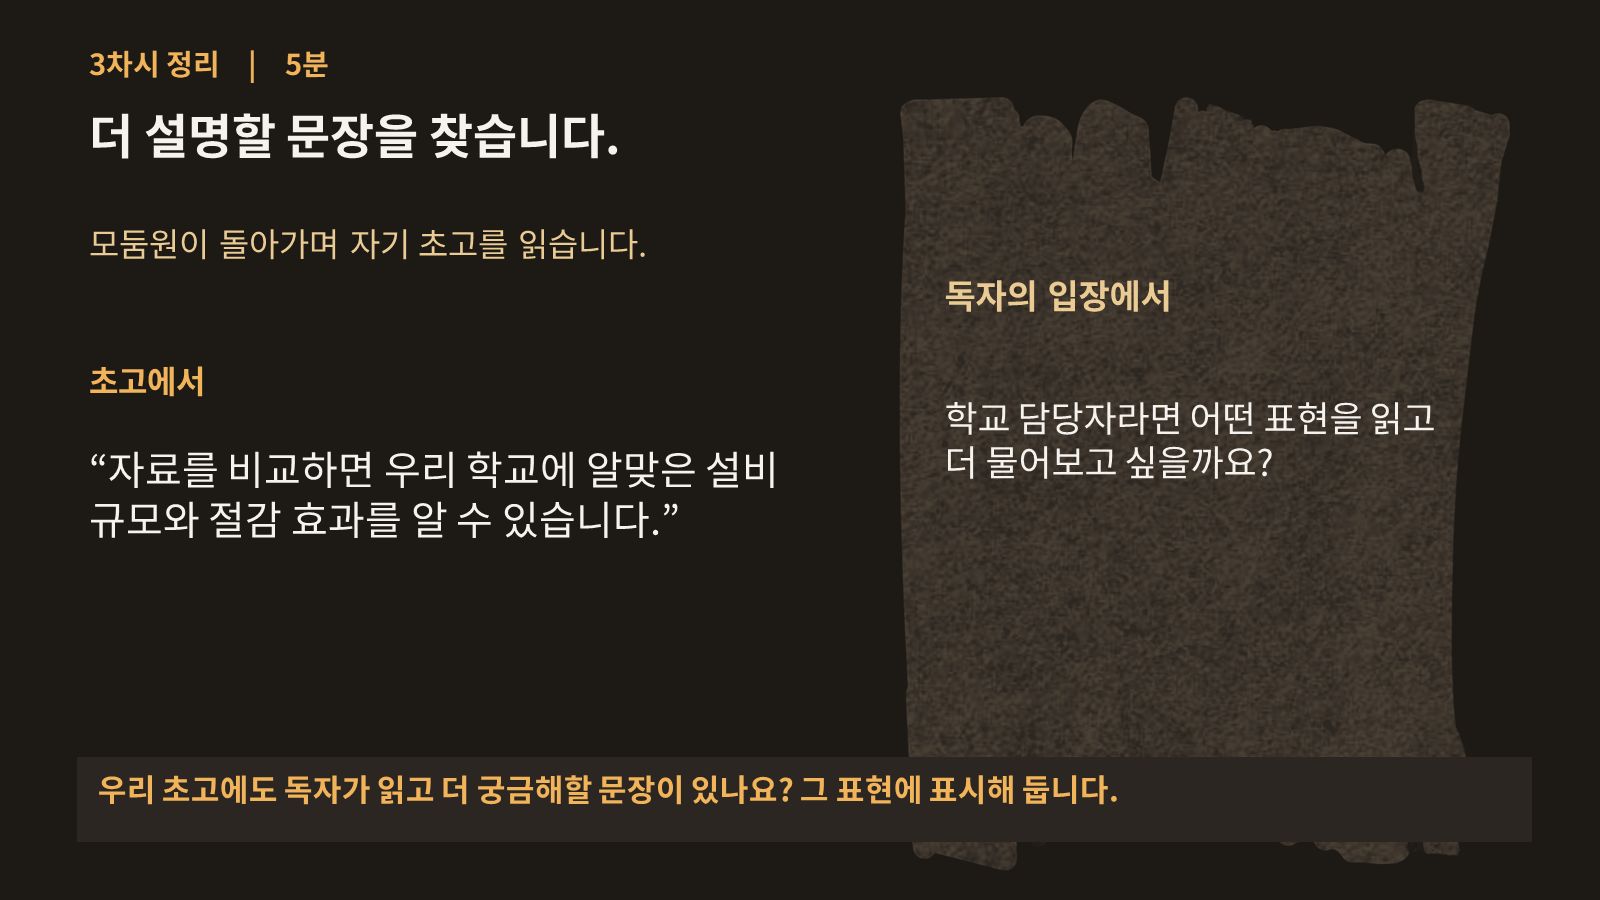 3차시 정리 | 5분
더 설명할 문장을 찾습니다.
모둠원이 돌아가며 자기 초고를 읽습니다.
초고에서
“자료를 비교하면 우리 학교에 알맞은 설비
규모와 절감 효과를 알 수 있습니다.”
독자의 입장에서
학교 담당자라면 어떤 표현을 읽고
더 물어보고 싶을까요?
우리 초고에도 독자가 읽고 더 궁금해할 문장이 있나요? 그 표현에 표시해 둡니다.